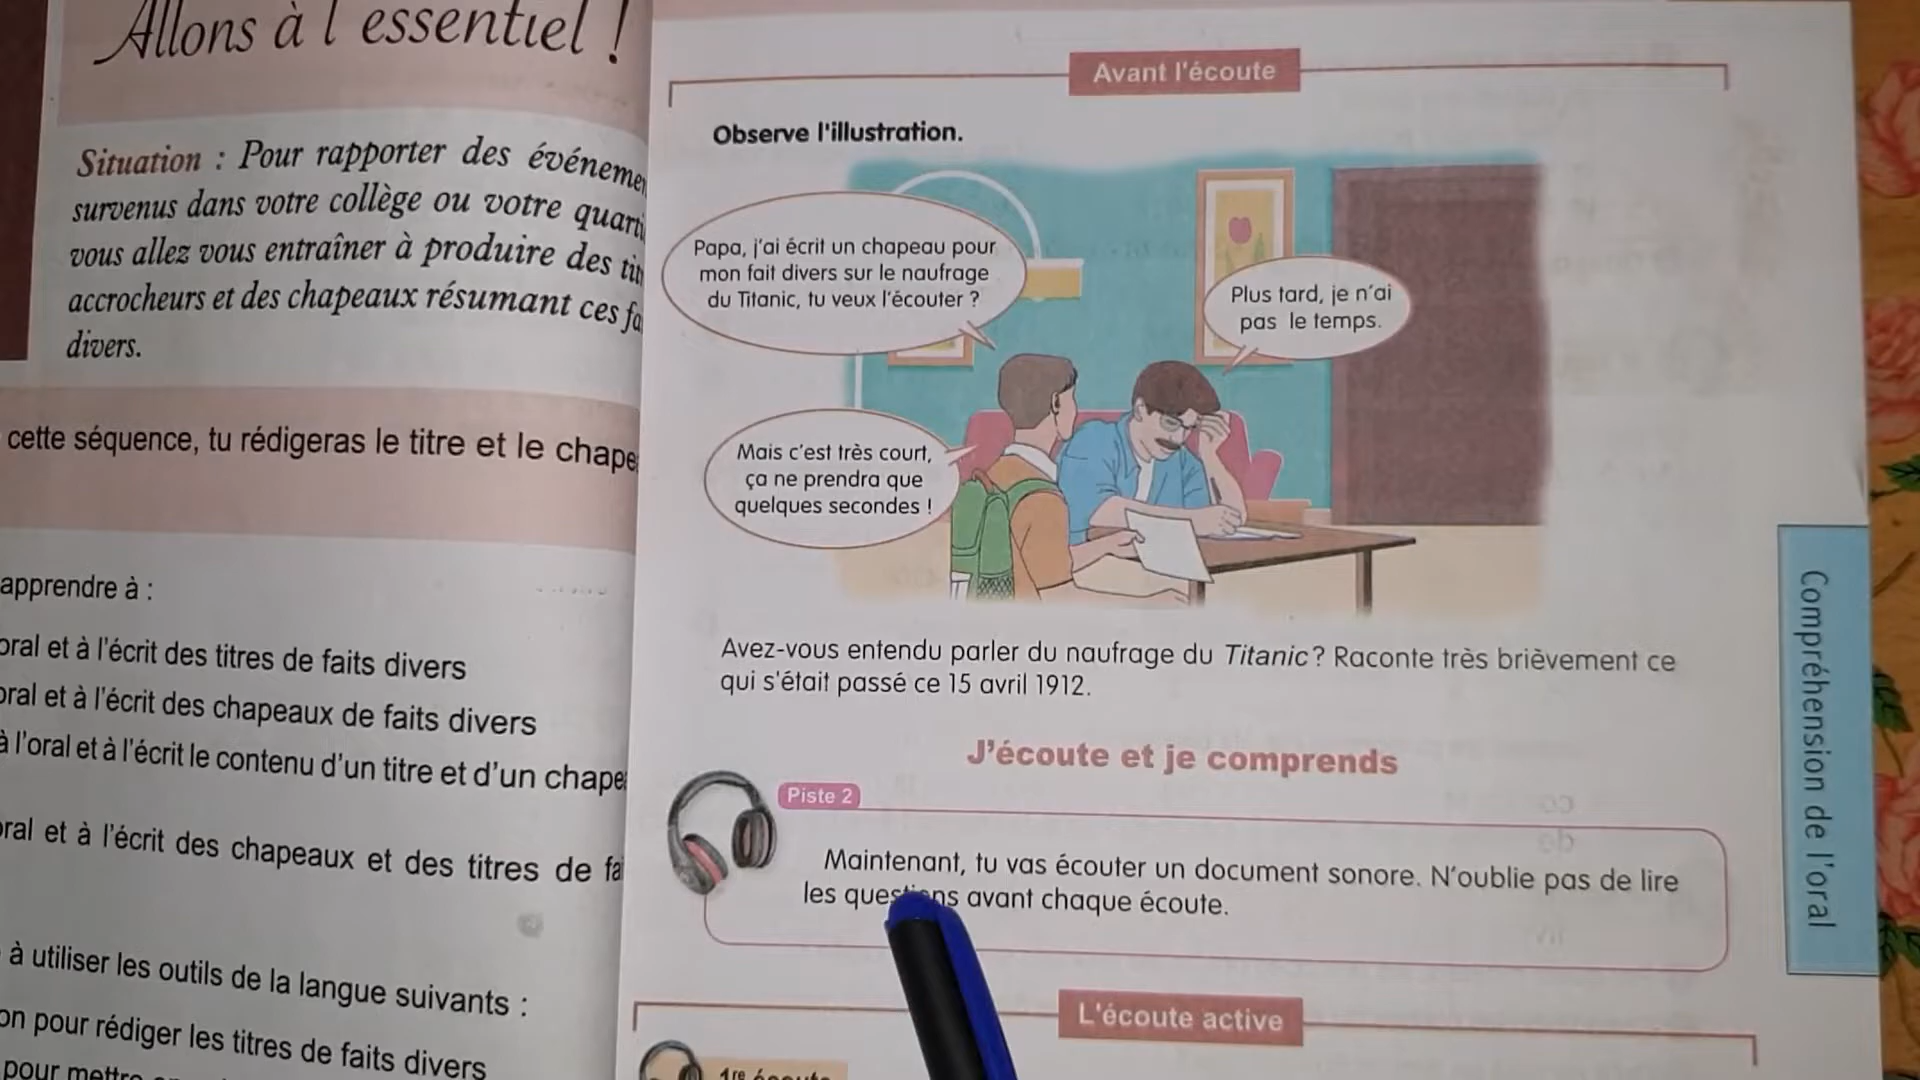 Allons à l'essentiel !
Situation : Pour rapporter des
survenus dans votre collège ou votre
vous allez vous entraîner à produire des
accrocheurs et des chapeaux résumant ces
divers.
cette séquence, tu rédigeras le titre et le
apprendre à :
oral et à l'écrit des titres de faits divers
oral et à l'écrit des chapeaux de faits divers
à l'oral et à l'écrit le contenu d'un titre et d'un
oral et à l'écrit des chapeaux et des titres de
à utiliser les outils de la langue suivants :
pour rédiger les titres de faits divers
pour
Avant l'écoute
Observe l'illustration.
Papa, j'ai écrit un chapeau pour
mon fait divers sur le naufrage
du Titanic, tu veux l'écouter ?
Plus tard, je n'ai
pas le temps.
Mais c'est très court,
ça ne prendra que
quelques secondes !
Avez-vous entendu parler du naufrage du Titanic? Raconte très brièvement ce
qui s'était passé ce 15 avril 1912.
J'écoute et je comprends
Piste 2
Maintenant, tu vas écouter un document sonore. N'oublie pas de lire
les questions avant chaque écoute.
L'écoute active
1re écoute
Compréhension de l'oral